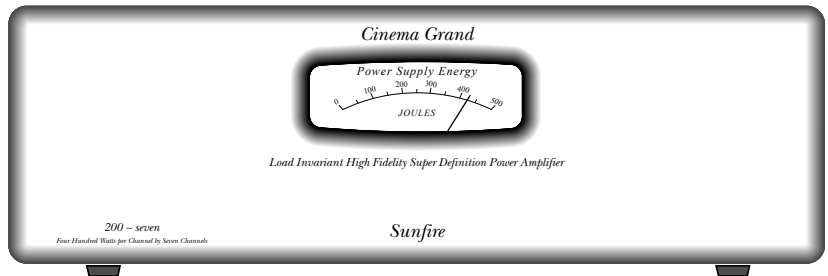 Cinema Grand
Power Supply Energy
0 100 200 300 400 500
JOULES
Load Invariant High Fidelity Super Definition Power Amplifier
200 ~ seven
Four Hundred Watts per Channel by Seven Channels
Sunfire